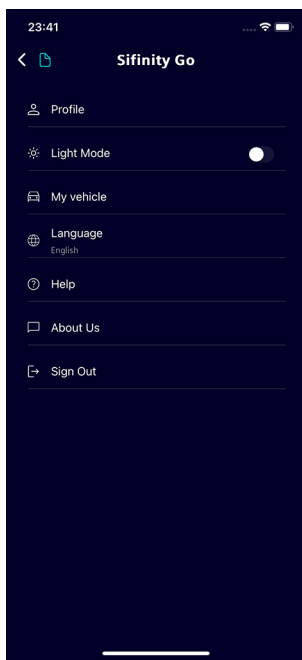 23:41
Sifinity Go
Profile
Light Mode
My vehicle
Language
English
Help
About Us
Sign Out